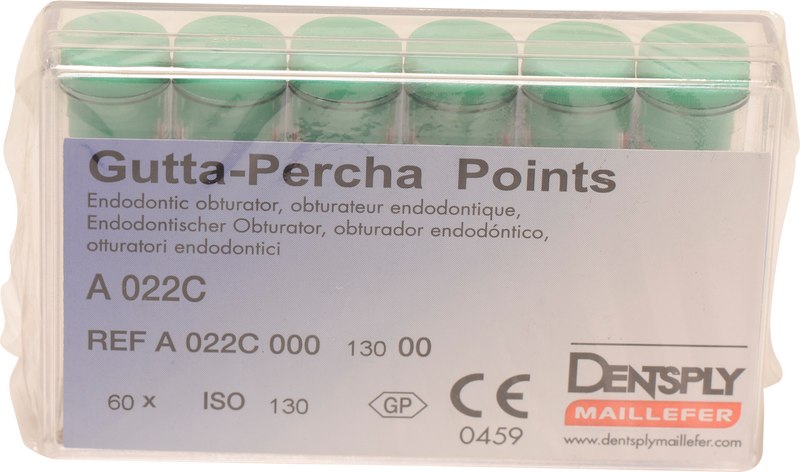 Gutta-Percha Points
Endodontic obturator, obturateur endodontique,
Endodontischer Obturator, obturador endodóntico,
otturatori endodontici
A 022C
REF A 022C 000 130 00
60 x ISO 130 GP CE
0459
DENTSPLY
MAILLEFER
www.dentsplymaillefer.com